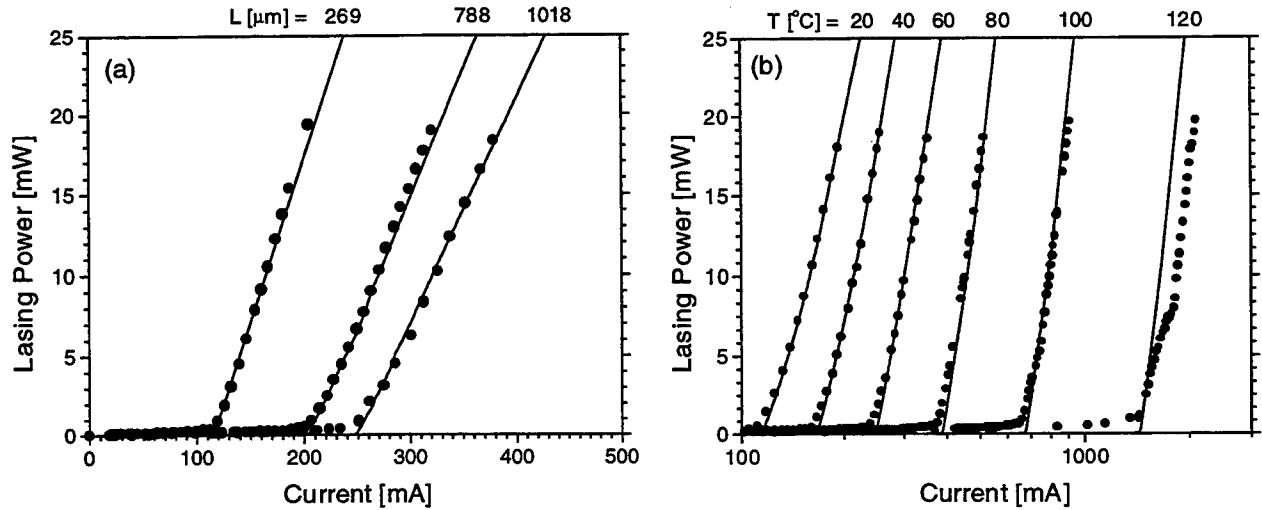 L [μm] = 269 788 1018
(a)
25
20
15
10
5
0
Lasing Power [mW]
0 100 200 300 400 500
Current [mA]
T [°C] = 20 40 60 80 100 120
(b)
25
20
15
10
5
0
Lasing Power [mW]
100 1000
Current [mA]